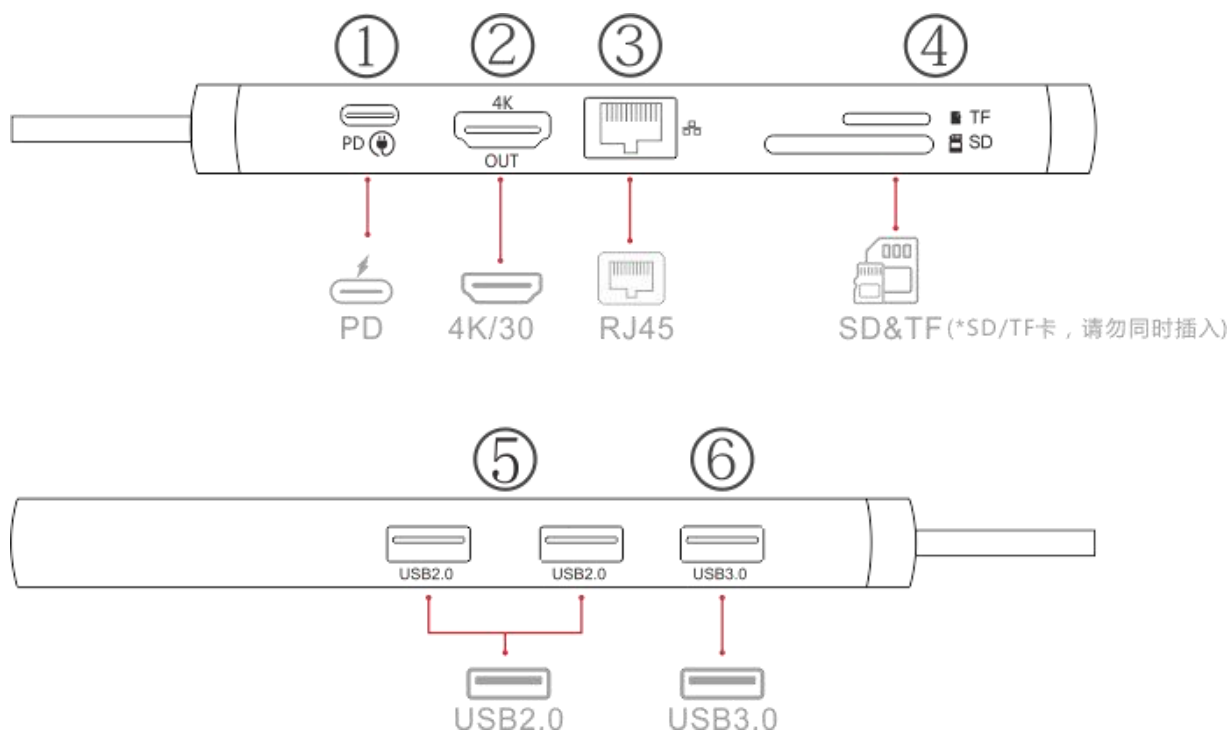 ① ② ③ ④
4K
TF
PD
SD
OUT
PD 4K/30 RJ45 SD&TF(*SD/TF卡，请勿同时插入)
⑤ ⑥
USB2.0 USB2.0 USB3.0
USB2.0 USB3.0